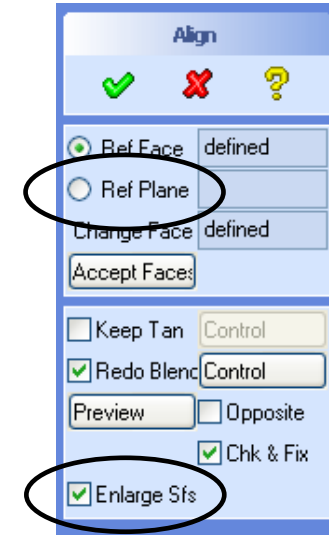 Align
Ref Face defined
Ref Plane
Change Face defined
Accept Faces
Keep Tan Control
Redo Blenc Control
Preview Opposite
Chk & Fix
Enlarge Sfs